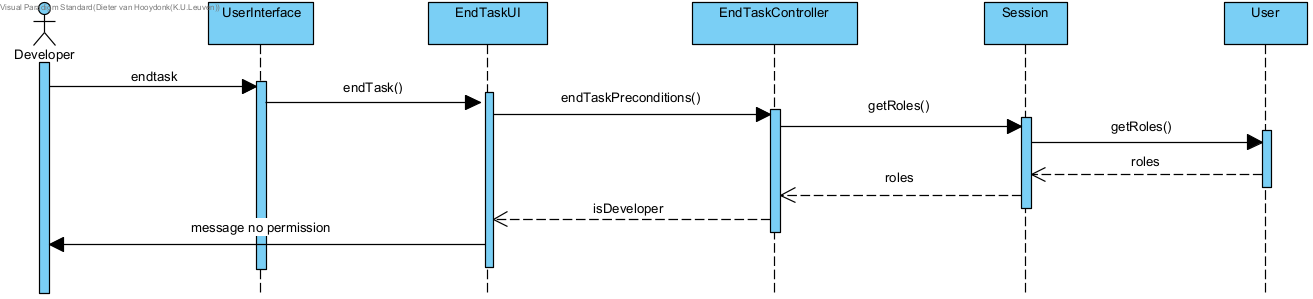 Visual Paradigm Standard(Dieter van Hooydonk(K.U.Leuven))
UserInterface
EndTaskUI
EndTaskController
Session
User
Developer
endtask
endTask()
endTaskPreconditions()
getRoles()
getRoles()
roles
roles
isDeveloper
message no permission